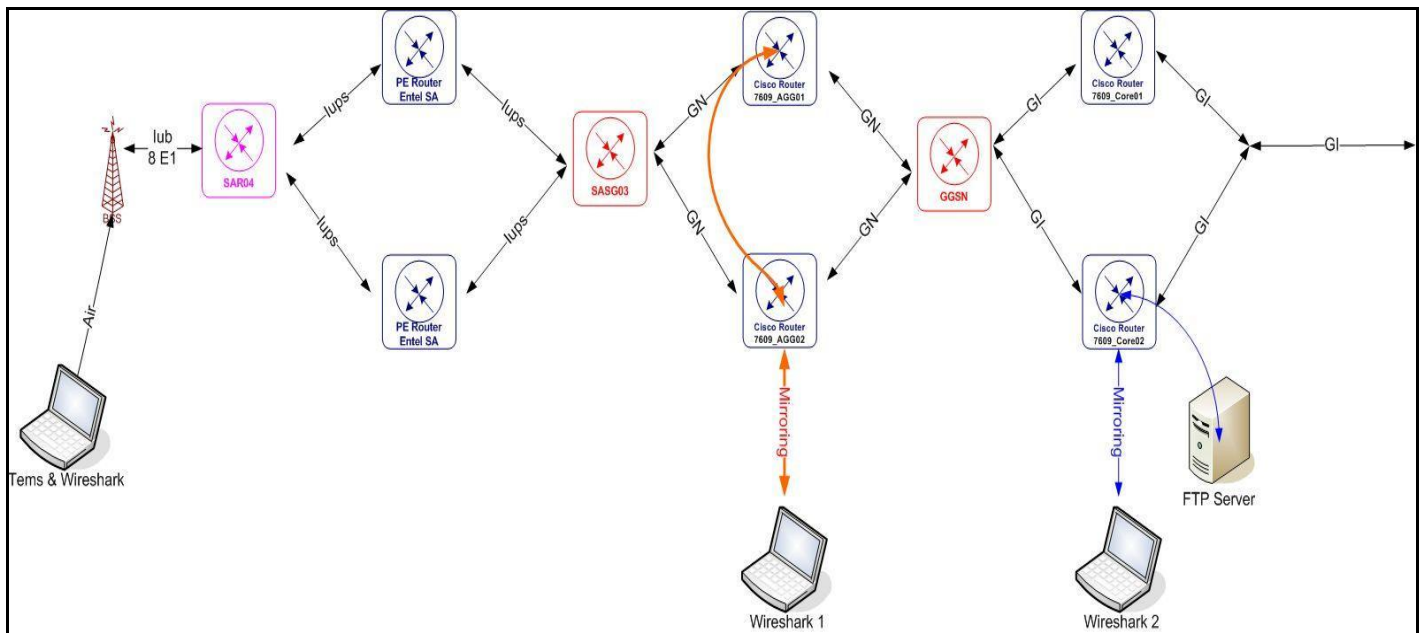 Iub
8 E1
BSS
Air
Tems & Wireshark
SAR04
Iups
Iups
PE Router
Entel SA
PE Router
Entel SA
Iups
Iups
SASG03
GN
GN
Cisco Router
7609_AGG01
Cisco Router
7609_AGG02
Mirroring
Wireshark 1
GN
GN
GGSN
GI
GI
Cisco Router
7609_Core01
Cisco Router
7609_Core02
Mirroring
Wireshark 2
GI
GI
GI
FTP Server